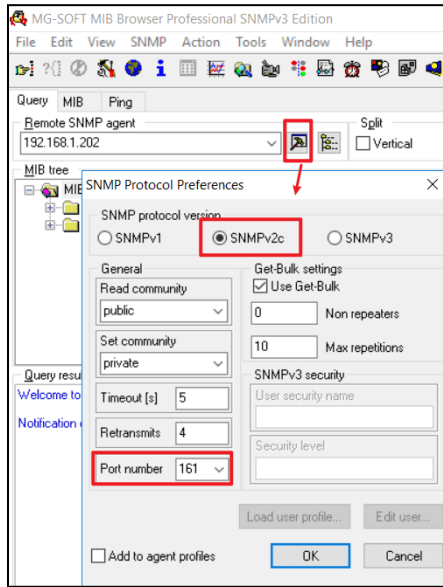 MG-SOFT MIB Browser Professional SNMPv3 Edition
File Edit View SNMP Action Tools Window Help
Query MIB Ping
Remote SNMP agent
Split
192.168.1.202
Vertical
MIB tree
MIB
SNMP Protocol Preferences
SNMP protocol version
SNMPv1 SNMPv2c SNMPv3
General
Get-Bulk settings
Read community
Use Get-Bulk
public
0 Non repeaters
Set community
10 Max repetitions
private
Query resu
SNMPv3 security
Welcome to
Timeout [s] 5
User security name
Notification
Retransmits 4
Security level
Port number 161
Load user profile... Edit user...
Add to agent profiles OK Cancel